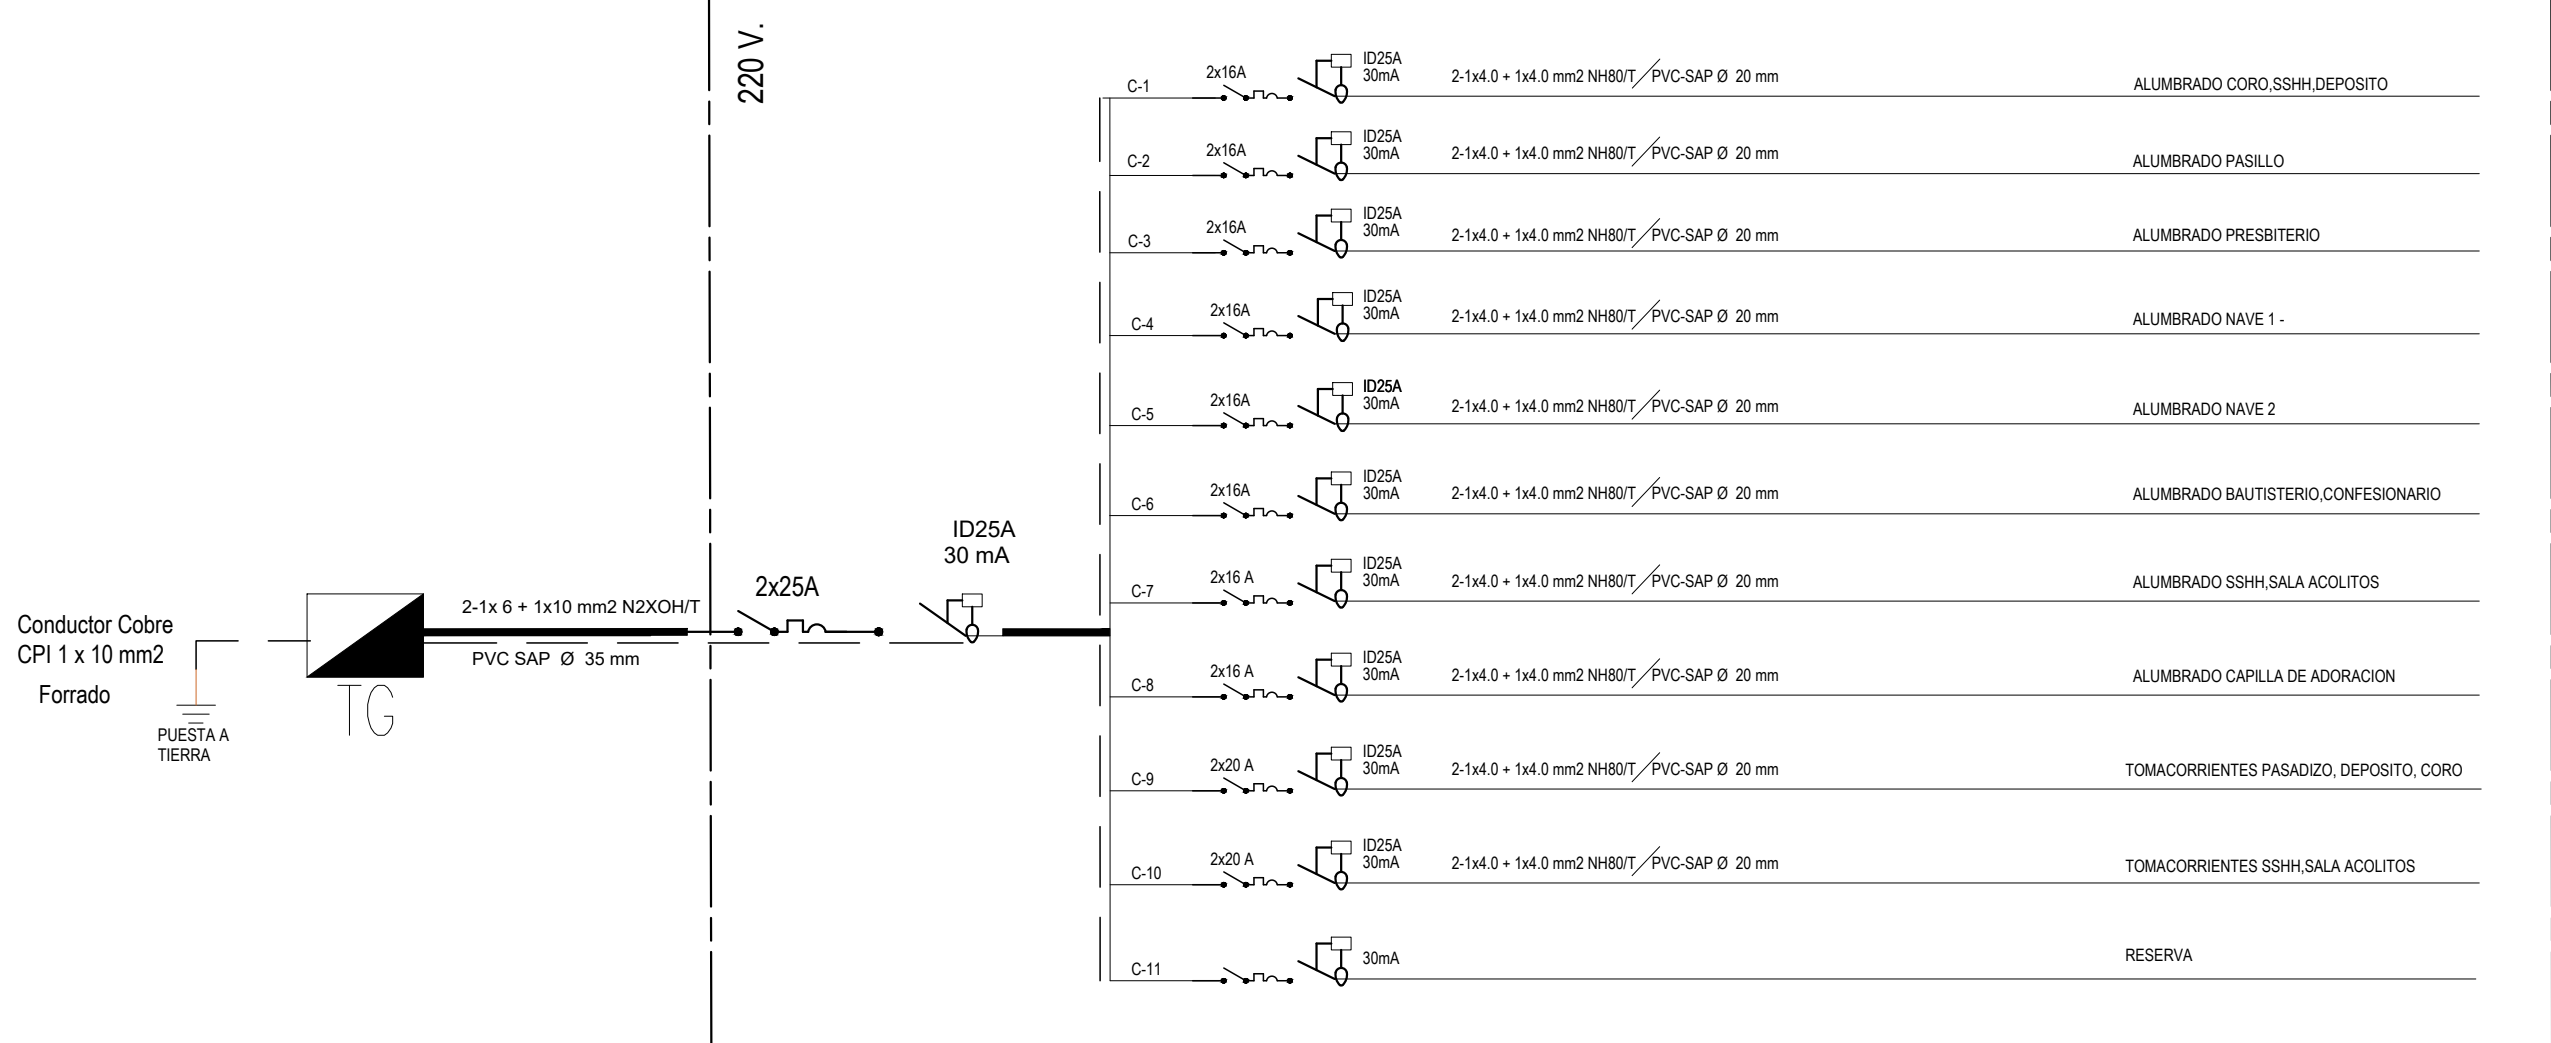 220 V.
C-1
2x16A
ID25A
30mA
2-1x4.0 + 1x4.0 mm2 NH80/T PVC-SAP Ø 20 mm
ALUMBRADO CORO,SSHH,DEPOSITO
C-2
2x16A
ID25A
30mA
2-1x4.0 + 1x4.0 mm2 NH80/T PVC-SAP Ø 20 mm
ALUMBRADO PASILLO
C-3
2x16A
ID25A
30mA
2-1x4.0 + 1x4.0 mm2 NH80/T PVC-SAP Ø 20 mm
ALUMBRADO PRESBITERIO
C-4
2x16A
ID25A
30mA
2-1x4.0 + 1x4.0 mm2 NH80/T PVC-SAP Ø 20 mm
ALUMBRADO NAVE 1 -
C-5
2x16A
ID25A
30mA
2-1x4.0 + 1x4.0 mm2 NH80/T PVC-SAP Ø 20 mm
ALUMBRADO NAVE 2
C-6
2x16A
ID25A
30mA
2-1x4.0 + 1x4.0 mm2 NH80/T PVC-SAP Ø 20 mm
ALUMBRADO BAUTISTERIO,CONFESIONARIO
C-7
2x16 A
ID25A
30mA
2-1x4.0 + 1x4.0 mm2 NH80/T PVC-SAP Ø 20 mm
ALUMBRADO SSHH,SALA ACOLITOS
C-8
2x16 A
ID25A
30mA
2-1x4.0 + 1x4.0 mm2 NH80/T PVC-SAP Ø 20 mm
ALUMBRADO CAPILLA DE ADORACION
C-9
2x20 A
ID25A
30mA
2-1x4.0 + 1x4.0 mm2 NH80/T PVC-SAP Ø 20 mm
TOMACORRIENTES PASADIZO, DEPOSITO, CORO
C-10
2x20 A
ID25A
30mA
2-1x4.0 + 1x4.0 mm2 NH80/T PVC-SAP Ø 20 mm
TOMACORRIENTES SSHH,SALA ACOLITOS
C-11
30mA
RESERVA
ID25A
30 mA
2x25A
2-1x 6 + 1x10 mm2 N2XOH/T
PVC SAP Ø 35 mm
Conductor Cobre
CPI 1 x 10 mm2
Forrado
TG
PUESTA A
TIERRA